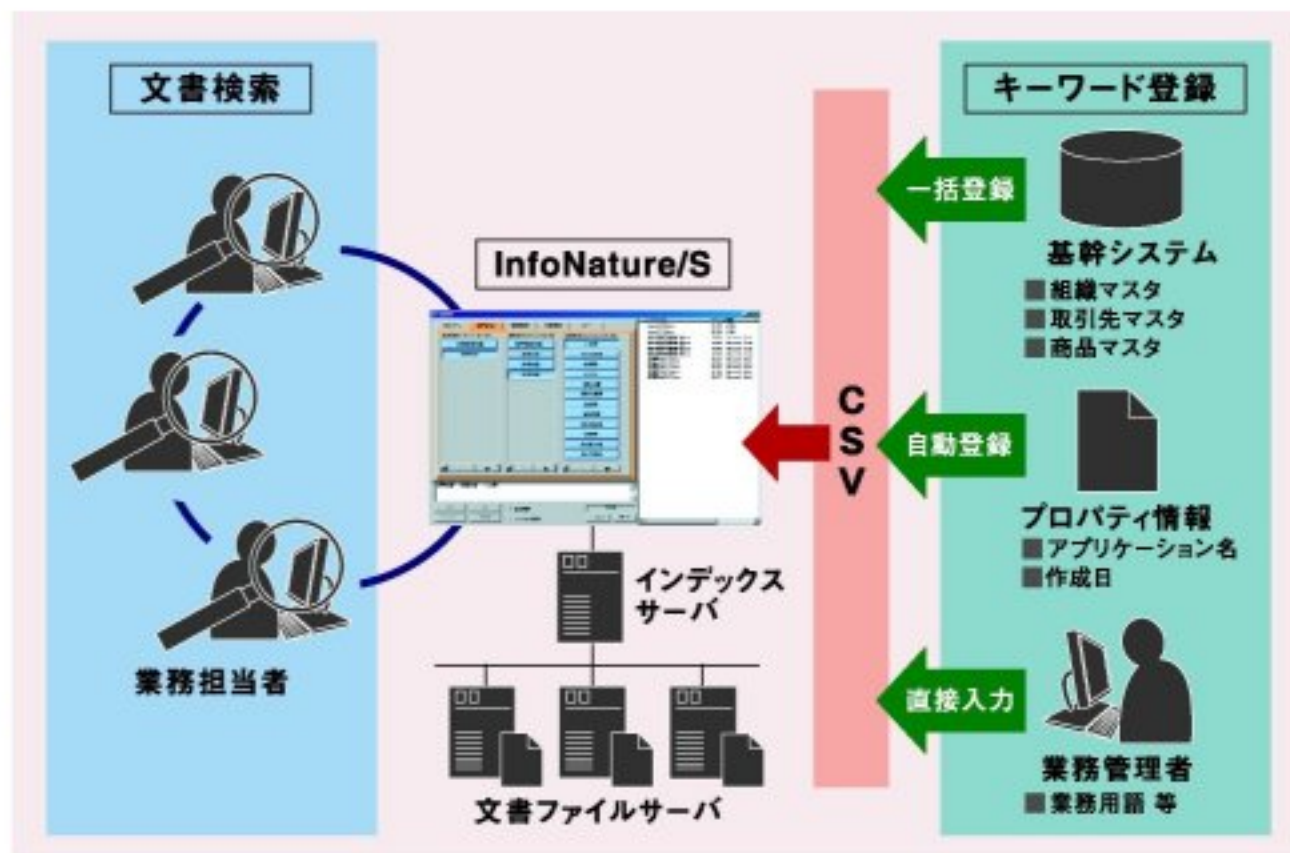 文書検索
業務担当者
InfoNature/S
インデックス
サーバ
文書ファイルサーバ
CSV
キーワード登録
一括登録
基幹システム
■組織マスタ
■取引先マスタ
■商品マスタ
自動登録
プロパティ情報
■アプリケーション名
■作成日
直接入力
業務管理者
■業務用語 等